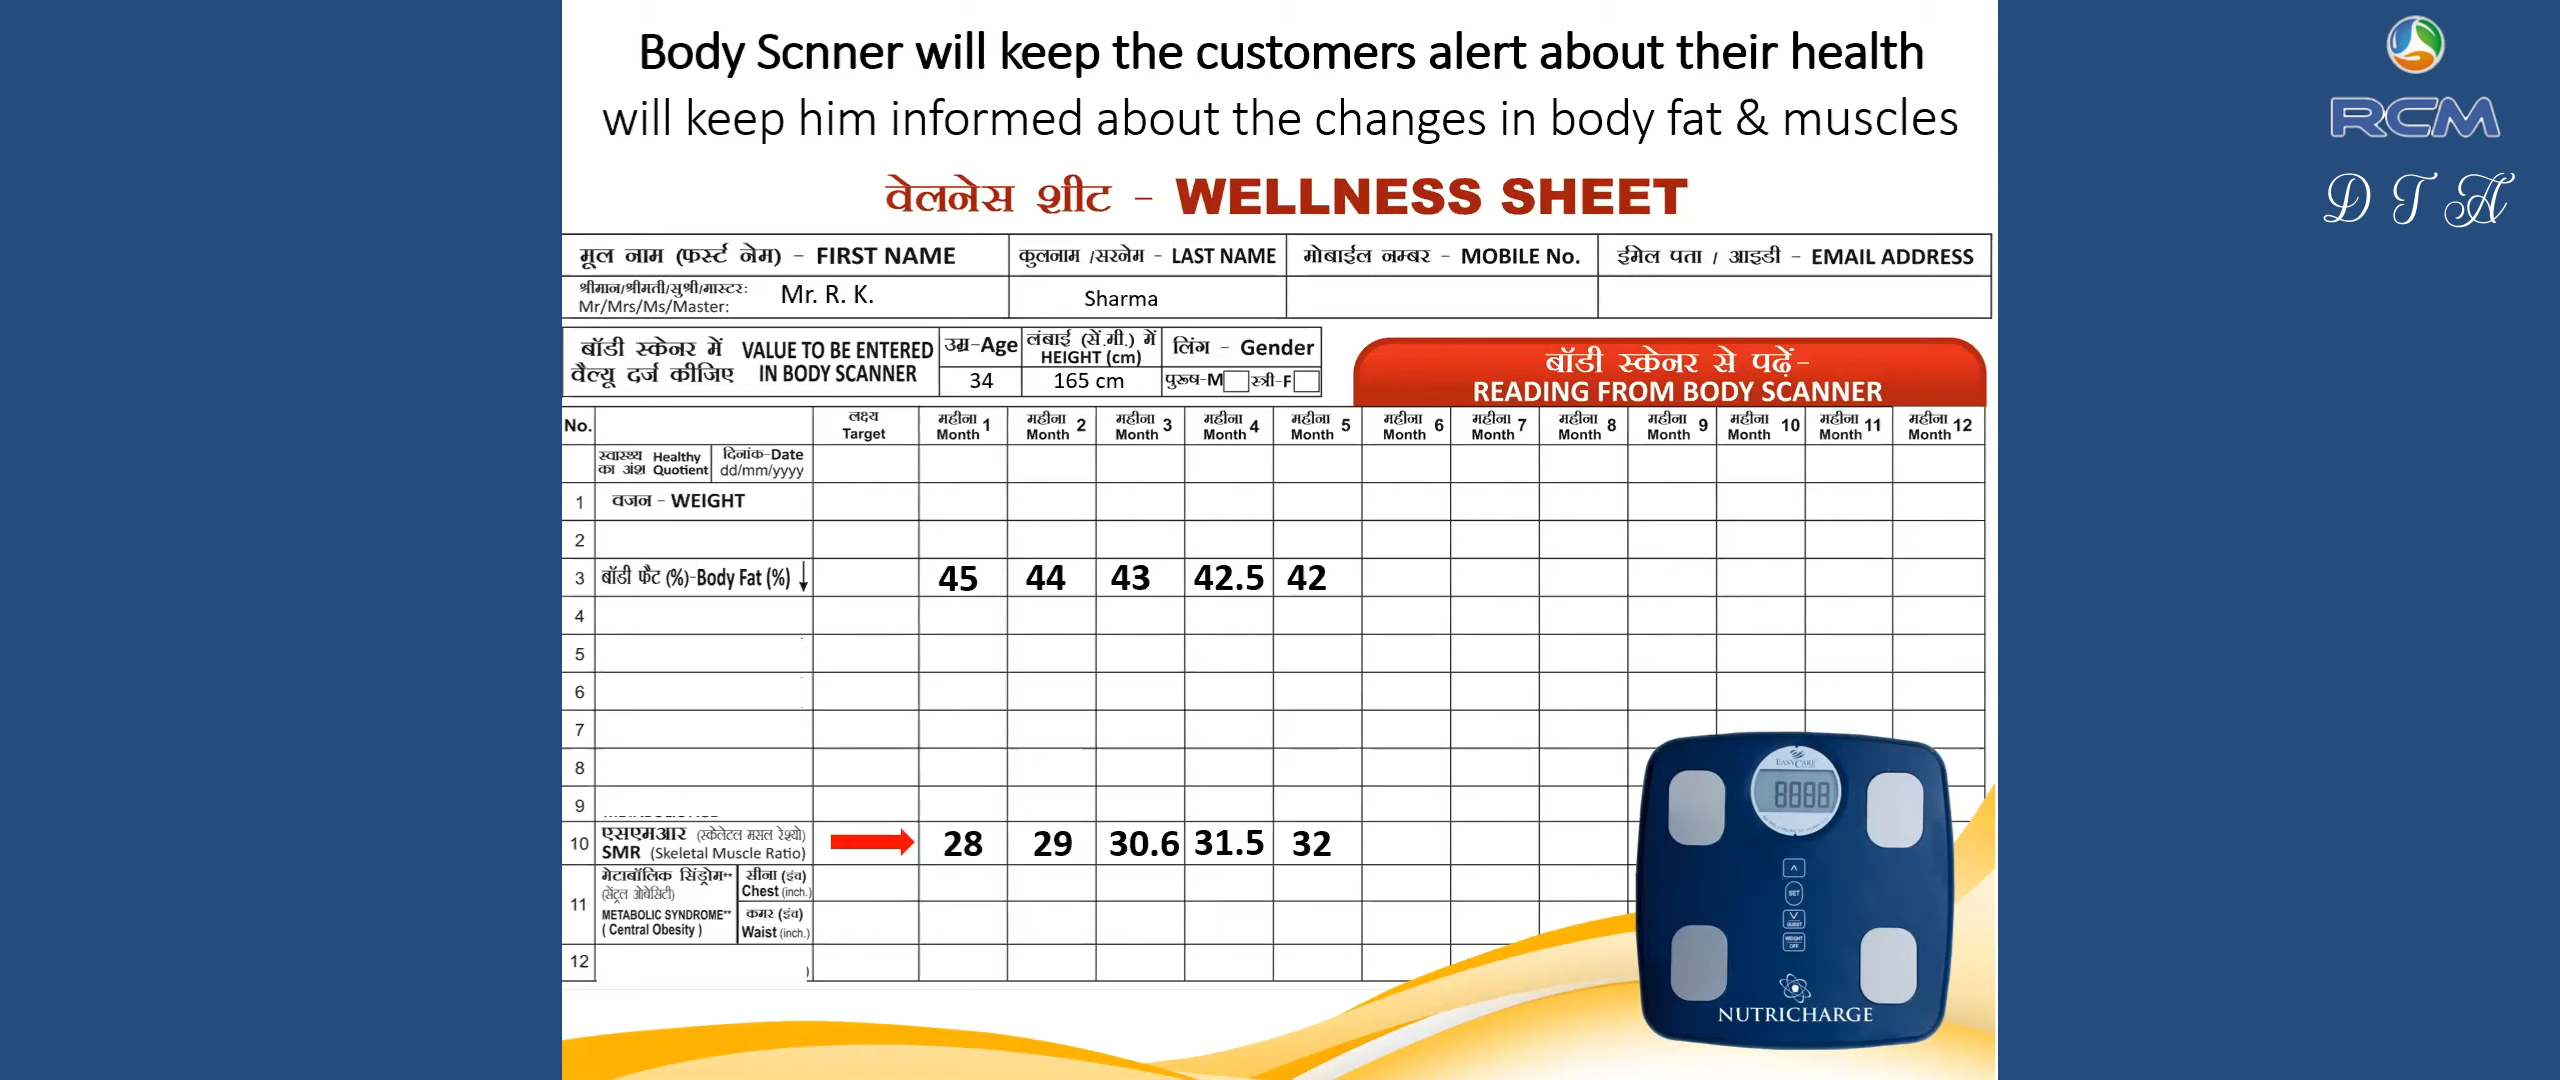 Body Scnner will keep the customers alert about their health
will keep him informed about the changes in body fat & muscles
RCM
D T A
वेलनेस शीट - WELLNESS SHEET
मूल नाम (फर्स्ट नेम) - FIRST NAME कुलनाम /सरनेम - LAST NAME मोबाईल नम्बर - MOBILE No. ईमेल पता / आइडी - EMAIL ADDRESS
श्रीमान/श्रीमती/सुश्री/मास्टर:
Mr/Mrs/Ms/Master: Mr. R. K. Sharma
बॉडी स्केनर में वैल्यू दर्ज कीजिए
VALUE TO BE ENTERED IN BODY SCANNER
उम्र-Age लंबाई (सें.मी.) में HEIGHT (cm) लिंग - Gender
34 165 cm पुरूष-M स्त्री-F
बॉडी स्केनर से पढ़ें-
READING FROM BODY SCANNER
No. लक्ष्य Target महीना Month 1 महीना Month 2 महीना Month 3 महीना Month 4 महीना Month 5 महीना Month 6 महीना Month 7 महीना Month 8 महीना Month 9 महीना Month 10 महीना Month 11 महीना Month 12
स्वास्थ्य का अंश Healthy Quotient दिनांक-Date dd/mm/yyyy
1 वजन - WEIGHT
2
3 बॉडी फैट (%)-Body Fat (%) ↓ 45 44 43 42.5 42
4
5
6
7
8
9
10 एसएमआर (स्केलेटल मसल रेश्यो)
SMR (Skeletal Muscle Ratio) 28 29 30.6 31.5 32
11 मेटाबॉलिक सिंड्रोम** (सेंट्रल ओबेसिटी)
METABOLIC SYNDROME** ( Central Obesity )
सीना (इंच)
Chest (inch.)
कमर (इंच)
Waist (inch.)
12
EASYCARE
8888
SET
GUEST
WEIGHT
OFF
NUTRICHARGE